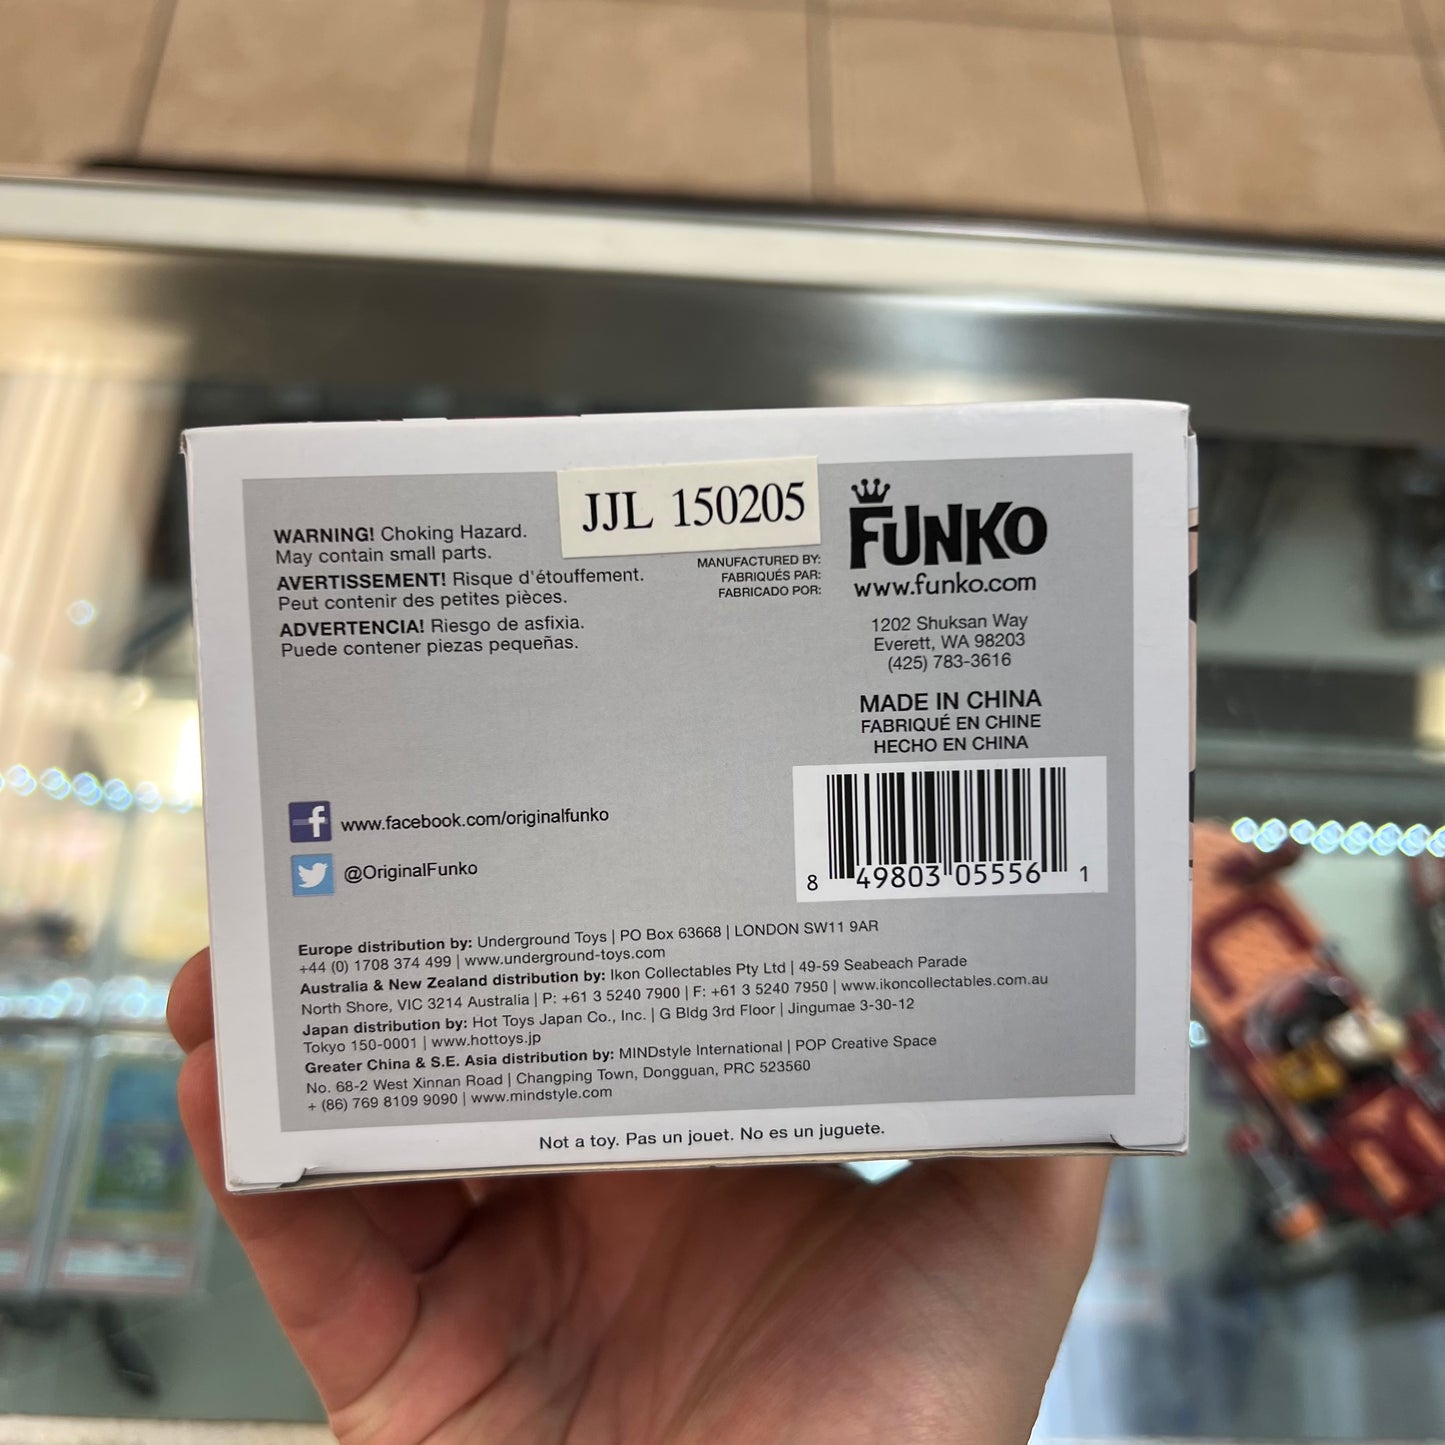 JJL 150205
WARNING! Choking Hazard.
May contain small parts.
AVERTISSEMENT! Risque d'étouffement.
Peut contenir des petites pièces.
ADVERTENCIA! Riesgo de asfixia.
Puede contener piezas pequeñas.
MANUFACTURED BY:
FABRIQUÉS PAR:
FABRICADO POR:
FUNKO
www.funko.com
1202 Shuksan Way
Everett, WA 98203
(425) 783-3616
MADE IN CHINA
FABRIQUÉ EN CHINE
HECHO EN CHINA
8 49803 05556 1
f www.facebook.com/originalfunko
@OriginalFunko
Europe distribution by: Underground Toys | PO Box 63668 | LONDON SW11 9AR
+44 (0) 1708 374 499 | www.underground-toys.com
Australia & New Zealand distribution by: Ikon Collectables Pty Ltd | 49-59 Seabeach Parade
North Shore, VIC 3214 Australia | P: +61 3 5240 7900 | F: +61 3 5240 7950 | www.ikoncollectables.com.au
Japan distribution by: Hot Toys Japan Co., Inc. | G Bldg 3rd Floor | Jingumae 3-30-12
Tokyo 150-0001 | www.hottoys.jp
Greater China & S.E. Asia distribution by: MINDstyle International | POP Creative Space
No. 68-2 West Xinnan Road | Changping Town, Dongguan, PRC 523560
+ (86) 769 8109 9090 | www.mindstyle.com
Not a toy. Pas un jouet. No es un juguete.